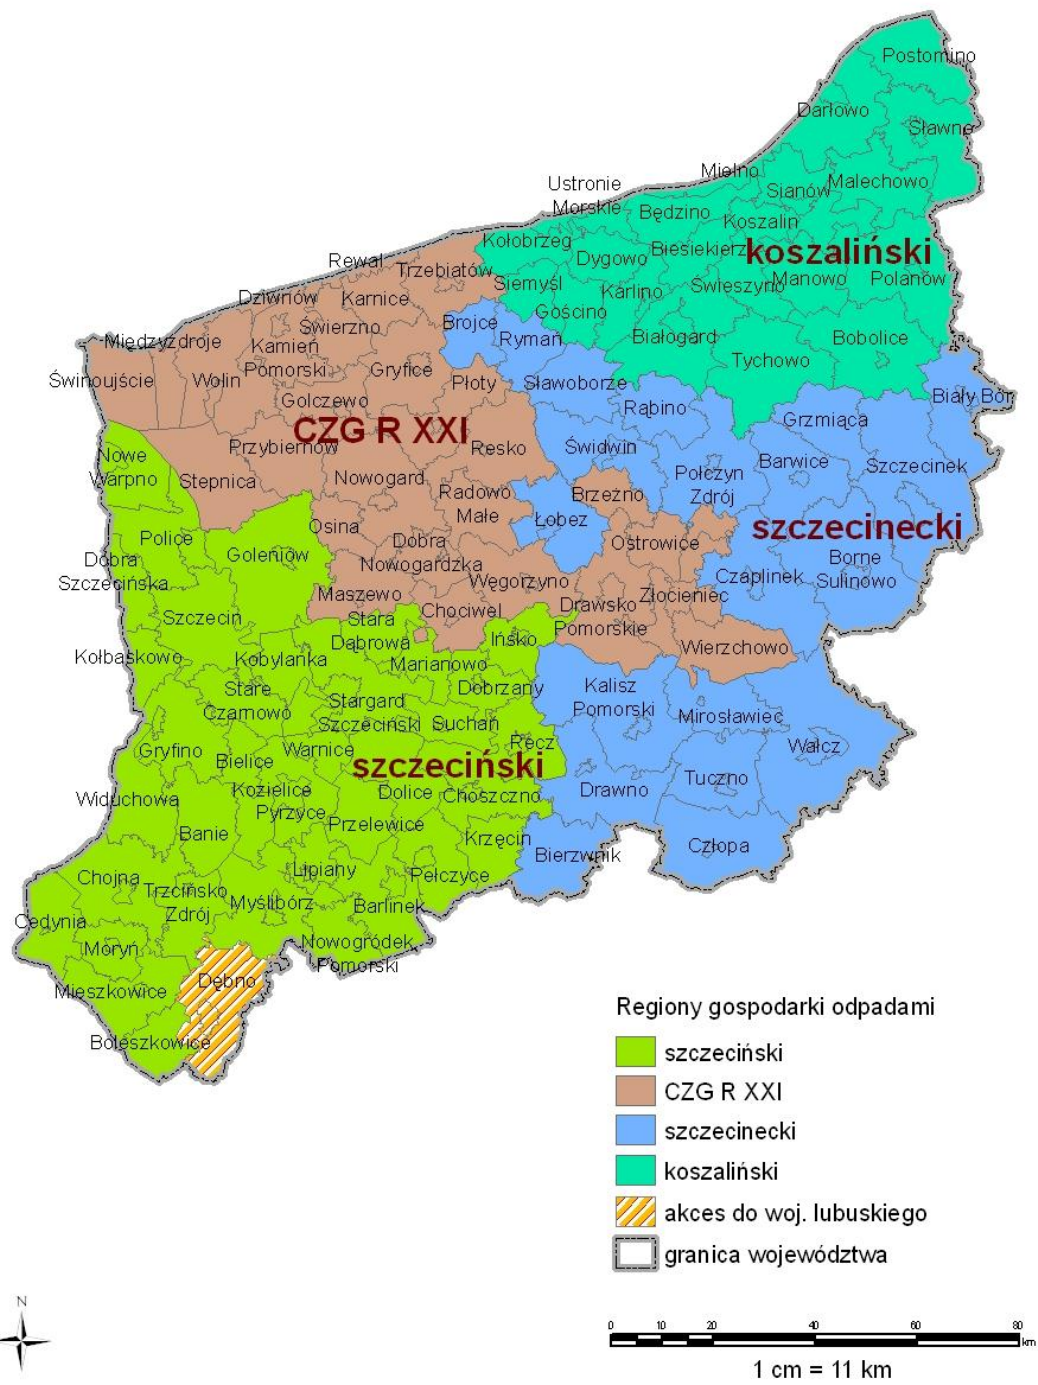 Postomino
Darłowo
Sławno
Mielno
Ustronie
Morskie
Sianów
Malechowo
Będzino
Koszalin
Kołobrzeg
Dygowo
Biesiekierz
koszaliński
Rewal
Trzebiatów
Siemyśl
Karlino
Świeszyno
Manowo
Polanów
Dziwnów
Karnice
Gościno
Brojce
Rymań
Białogard
Bobolice
Świerzno
Międzyzdroje
Kamień
Pomorski
Tychowo
Świnoujście
Wolin
Gryfice
Płoty
Sławoborze
Biały Bór
Golczewo
Rąbino
Grzmiąca
CZG R XXI
Przybiernów
Resko
Świdwin
Nowe
Warpno
Stepnica
Nowogard
Połczyn
Zdrój
Barwice
Szczecinek
Radowo
Małe
Brzeżno
Łobez
szczecinecki
Osina
Police
Dobra
Nowogardzka
Ostrowice
Goleniów
Dobra
Szczecińska
Węgorzyno
Czaplinek
Borne
Sulinowo
Maszewo
Chociwel
Drawsko
Pomorskie
Złocieniec
Szczecin
Stara
Dąbrowa
Ińsko
Wierzchowo
Kołbaskowo
Kobylanka
Marianowo
Stare
Czarnowo
Dobrzany
Kalisz
Pomorski
Stargard
Szczeciński
Suchań
Mirosławiec
Gryfino
Warnice
Recz
Wałcz
Bielice
szczeciński
Tuczno
Widuchowa
Kozielice
Dolice
Choszczno
Drawno
Pyrzyce
Banie
Przelewice
Krzęcin
Człopa
Bierzwnik
Chojna
Lipiany
Pełczyce
Trzcińsko
Zdrój
Myślibórz
Barlinek
Cedynia
Moryń
Nowogródek
Pomorski
Dębno
Mieszkowice
Boleszkowice
Regiony gospodarki odpadami
szczeciński
CZG R XXI
szczecinecki
koszaliński
akces do woj. lubuskiego
granica województwa
N
0 10 20 40 60 80
km
1 cm = 11 km